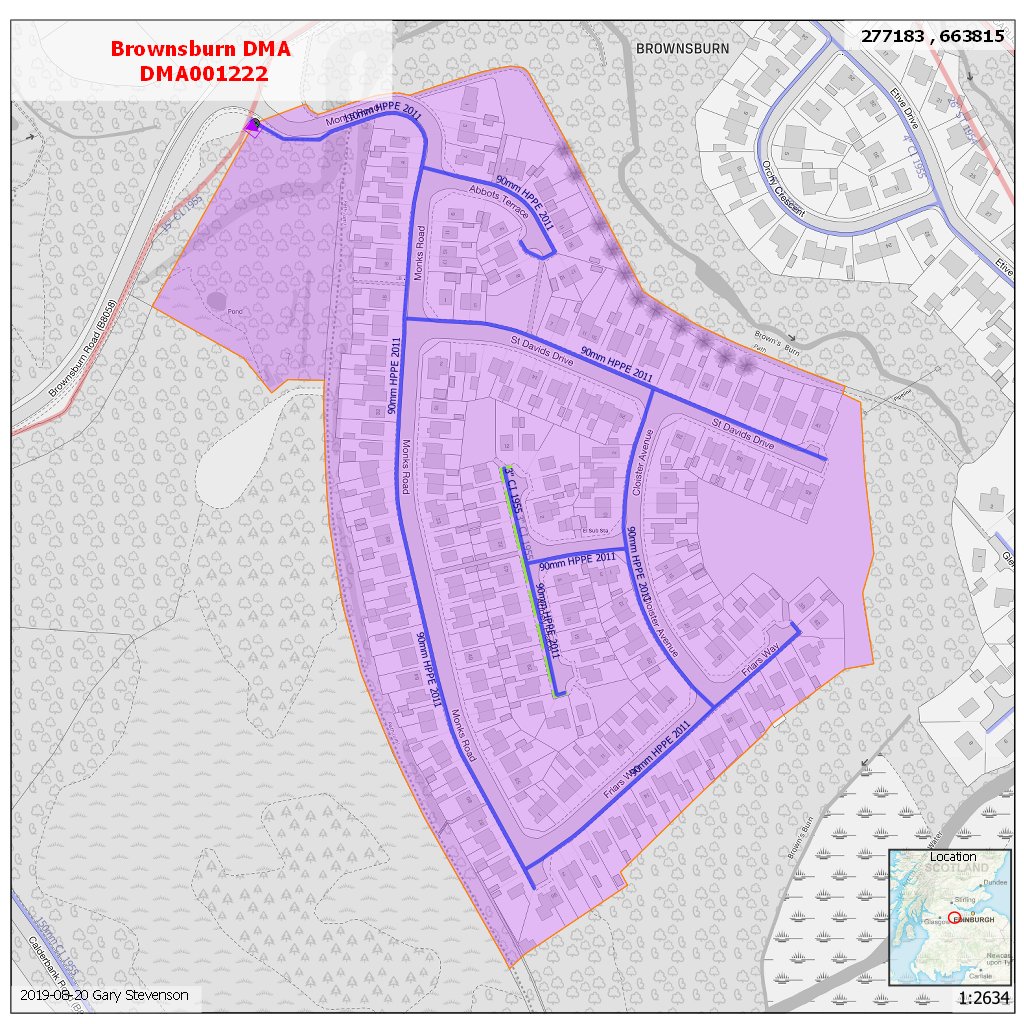 Brownsburn DMA
DMA001222
BROWNSBURN
277183 , 663815
Etive Drive
4" CI 1955
Orchy Crescent
Etive
110mm HPPE 2011
90mm HPPE 2011
Abbots Terrace
15" CI 1955
Monks Road
Pond
Brownsburn Road (B8058)
St Davids Drive
90mm HPPE 2011
Brown's Burn
Path
Pipeline
90mm HPPE 2011
St Davids Drive
Cloister Avenue
Monks Road
3" CI 1955
El Sub Sta
90mm HPPE 2011
90mm HPPE 2011
90mm HPPE 2011
Cloister Avenue
90mm HPPE 2011
Friars Way
Monks Road
90mm HPPE 2011
Friars Way
Brown's Burn
Water
150mm CI 1955
Calderbank Road
Location
SCOTLAND
Dundee
Stirling
Glasgow
EDINBURGH
Newcastle
upon Ty
Carlisle
2019-08-20 Gary Stevenson
1:2634